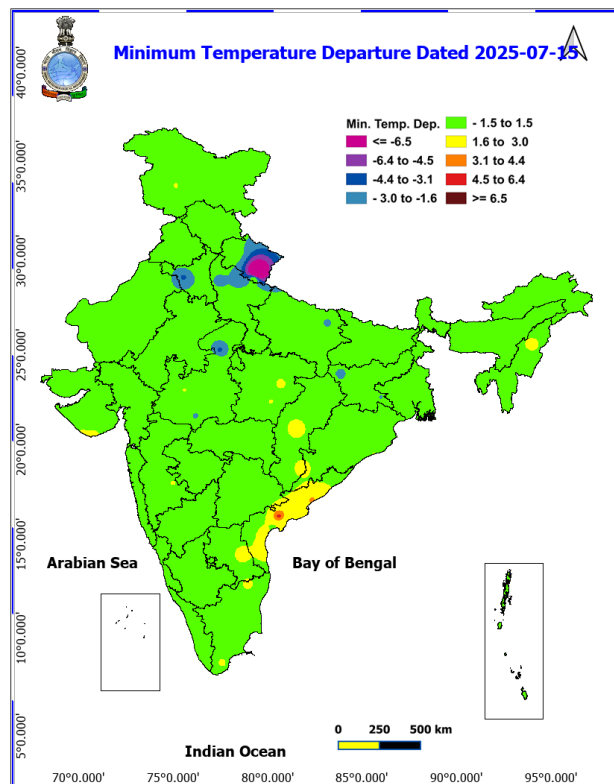 Minimum Temperature Departure Dated 2025-07-15
Min. Temp. Dep.
<= -6.5
-6.4 to -4.5
-4.4 to -3.1
- 3.0 to -1.6
- 1.5 to 1.5
1.6 to 3.0
3.1 to 4.4
4.5 to 6.4
>= 6.5
40°0.000'
35°0.000'
30°0.000'
25°0.000'
20°0.000'
15°0.000'
10°0.000'
5°0.000'
Arabian Sea
Bay of Bengal
Indian Ocean
0 250 500 km
70°0.000' 75°0.000' 80°0.000' 85°0.000' 90°0.000' 95°0.000'